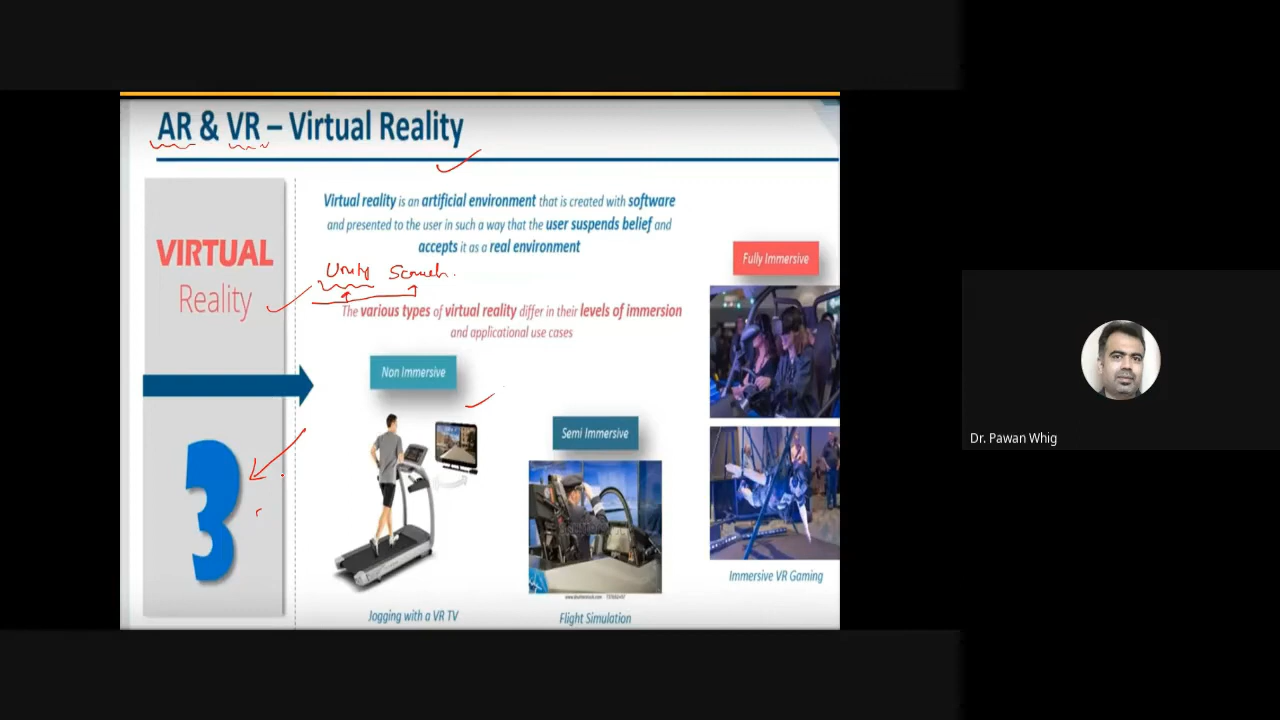 AR & VR – Virtual Reality
VIRTUAL
Reality
3
Virtual reality is an artificial environment that is created with software
and presented to the user in such a way that the user suspends belief and
accepts it as a real environment
Unity
The various types of virtual reality differ in their levels of immersion
and applicational use cases
Non Immersive
Jogging with a VR TV
Semi Immersive
Flight Simulation
Fully Immersive
Immersive VR Gaming
Dr. Pawan Whig